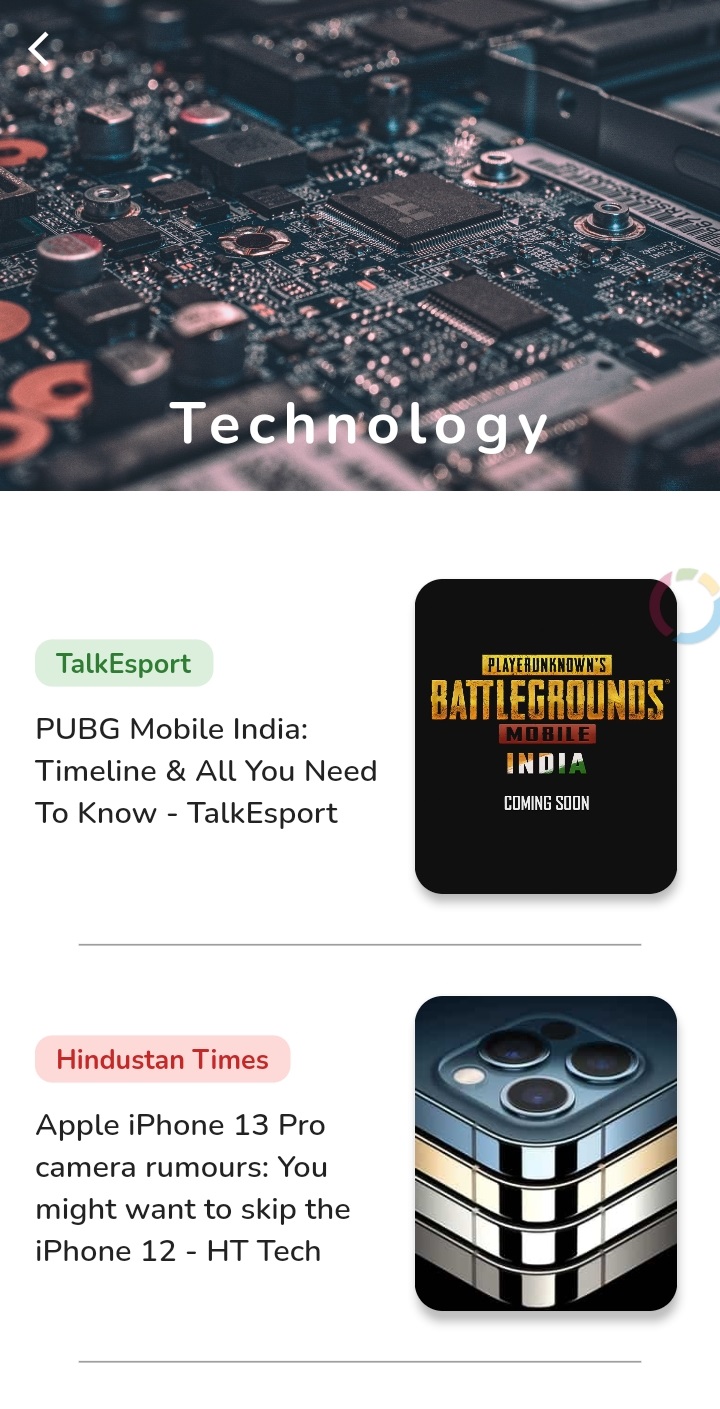 Technology
TalkEsport
PUBG Mobile India:
Timeline & All You Need
To Know - TalkEsport
PLAYERUNKNOWN'S
BATTLEGROUNDS
MOBILE
INDIA
COMING SOON
Hindustan Times
Apple iPhone 13 Pro
camera rumours: You
might want to skip the
iPhone 12 - HT Tech